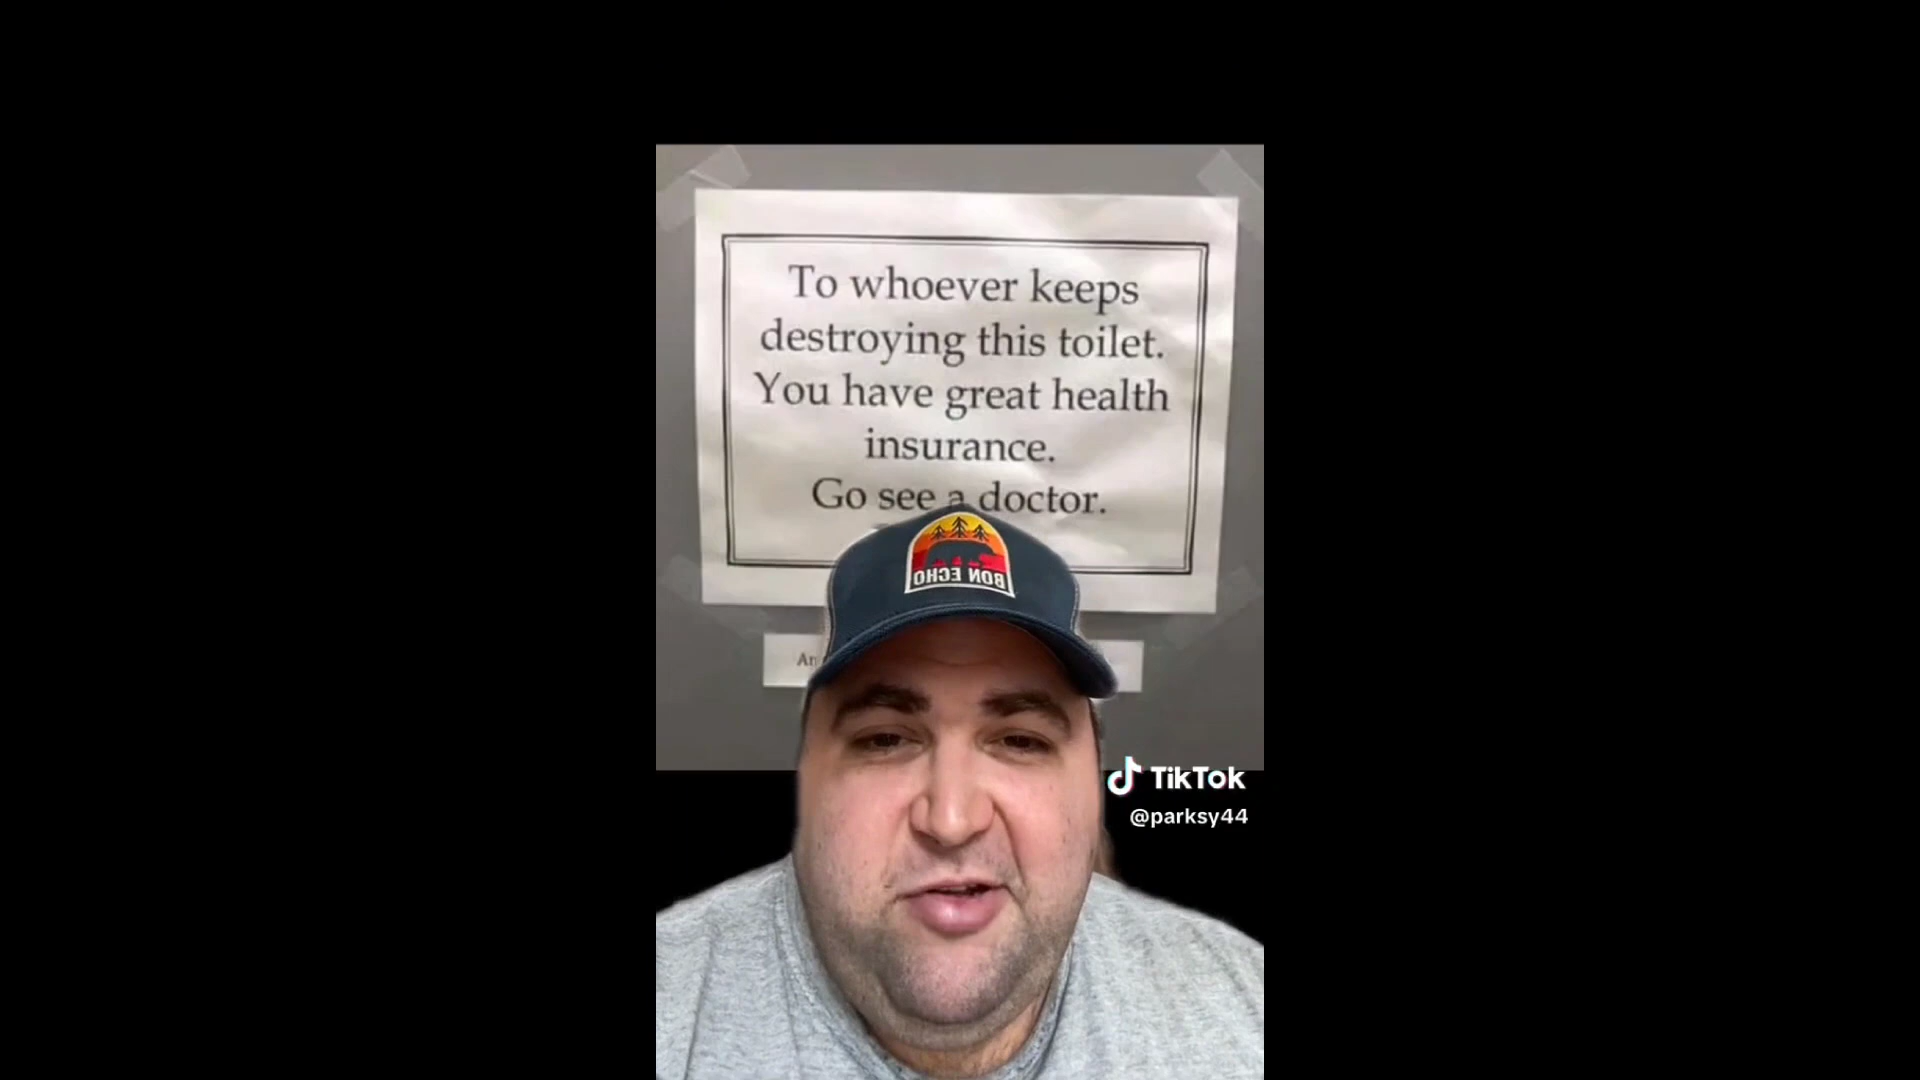 To whoever keeps
destroying this toilet.
You have great health
insurance.
Go see a doctor.
BON ECHO
TikTok
@parksy44